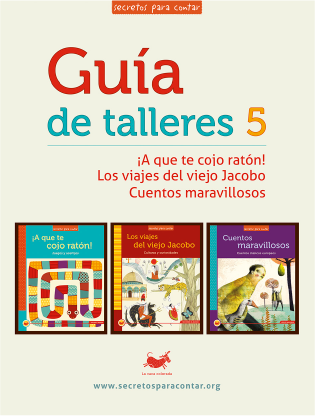 secretos para contar
Guía
de talleres 5
¡A que te cojo ratón!
Los viajes del viejo Jacobo
Cuentos maravillosos
¡A que te
cojo ratón!
Los viajes
del viejo Jacobo
Cuentos
maravillosos
www.secretosparacontar.org